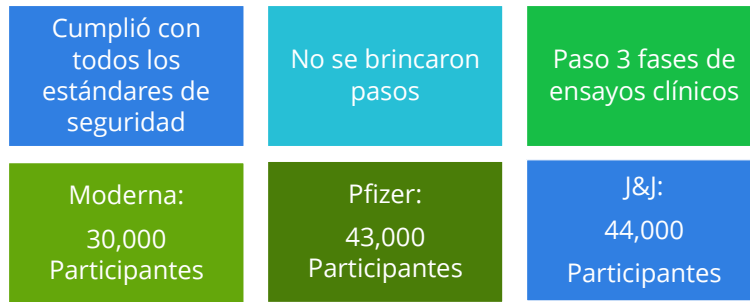 Cumplió con
todos los
estándares de
seguridad
No se brincaron
pasos
Paso 3 fases de
ensayos clínicos
Moderna:
30,000
Participantes
Pfizer:
43,000
Participantes
J&J:
44,000
Participantes